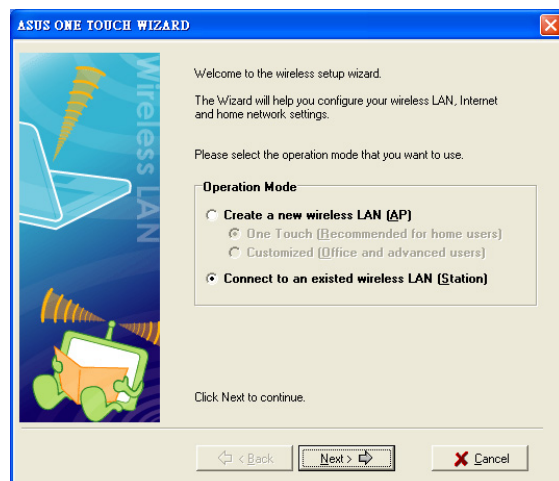 ASUS ONE TOUCH WIZARD
Wireless LAN
Welcome to the wireless setup wizard.
The Wizard will help you configure your wireless LAN, Internet
and home network settings.
Please select the operation mode that you want to use.
Operation Mode
Create a new wireless LAN (AP)
One Touch (Recommended for home users)
Customized (Office and advanced users)
Connect to an existed wireless LAN (Station)
Click Next to continue.
< Back
Next >
Cancel